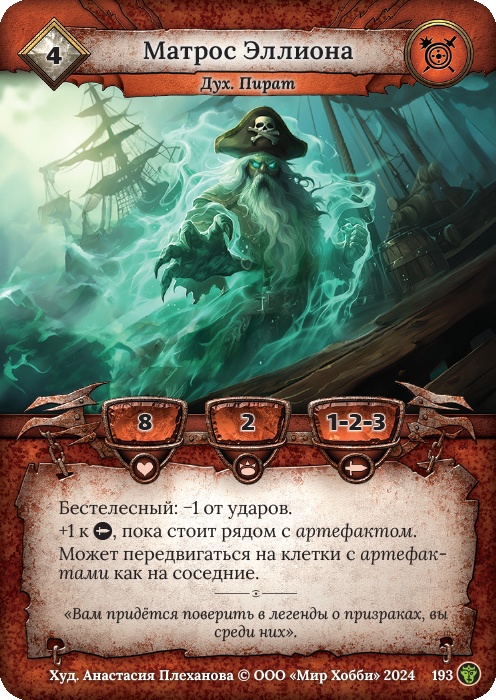 4
Матрос Эллиона
Дух. Пират
8
2
1-2-3
Бестелесный: −1 от ударов.
+1 к , пока стоит рядом с артефактом.
Может передвигаться на клетки с артефак-
тами как на соседние.
«Вам придётся поверить в легенды о призраках, вы
среди них».
Худ. Анастасия Плеханова © ООО «Мир Хобби» 2024
193